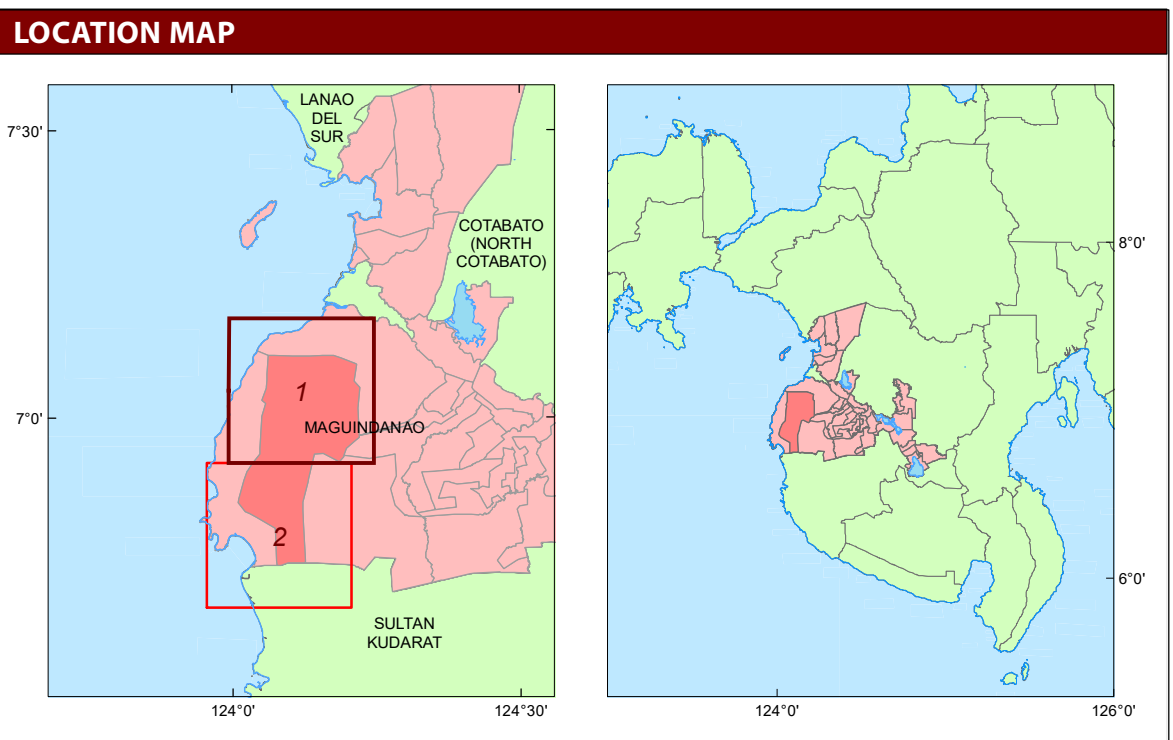 LOCATION MAP
LANAO
DEL
SUR
7°30'
COTABATO
(NORTH
COTABATO)
8°0'
1
7°0'
MAGUINDANAO
2
6°0'
SULTAN
KUDARAT
124°0'
124°30'
124°0'
126°0'